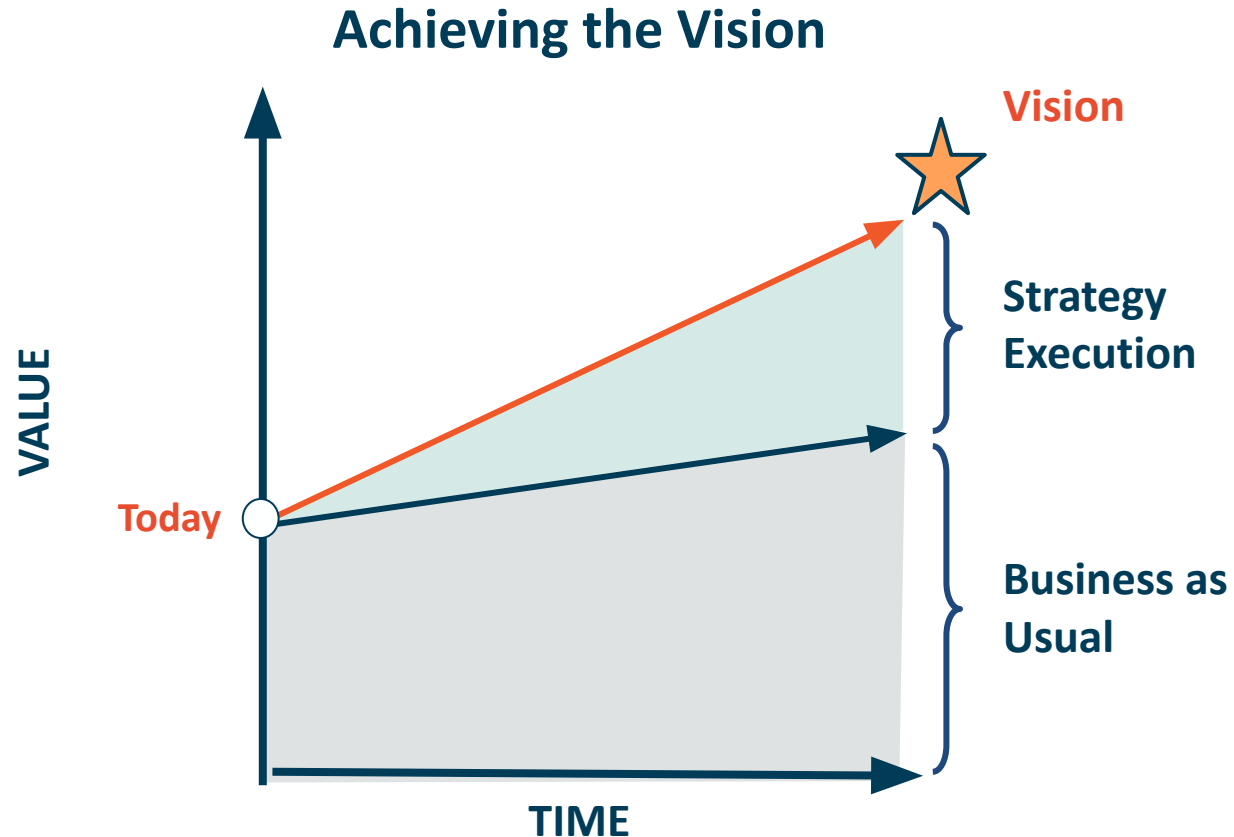 Achieving the Vision
Vision
Strategy
Execution
VALUE
Today
Business as
Usual
TIME